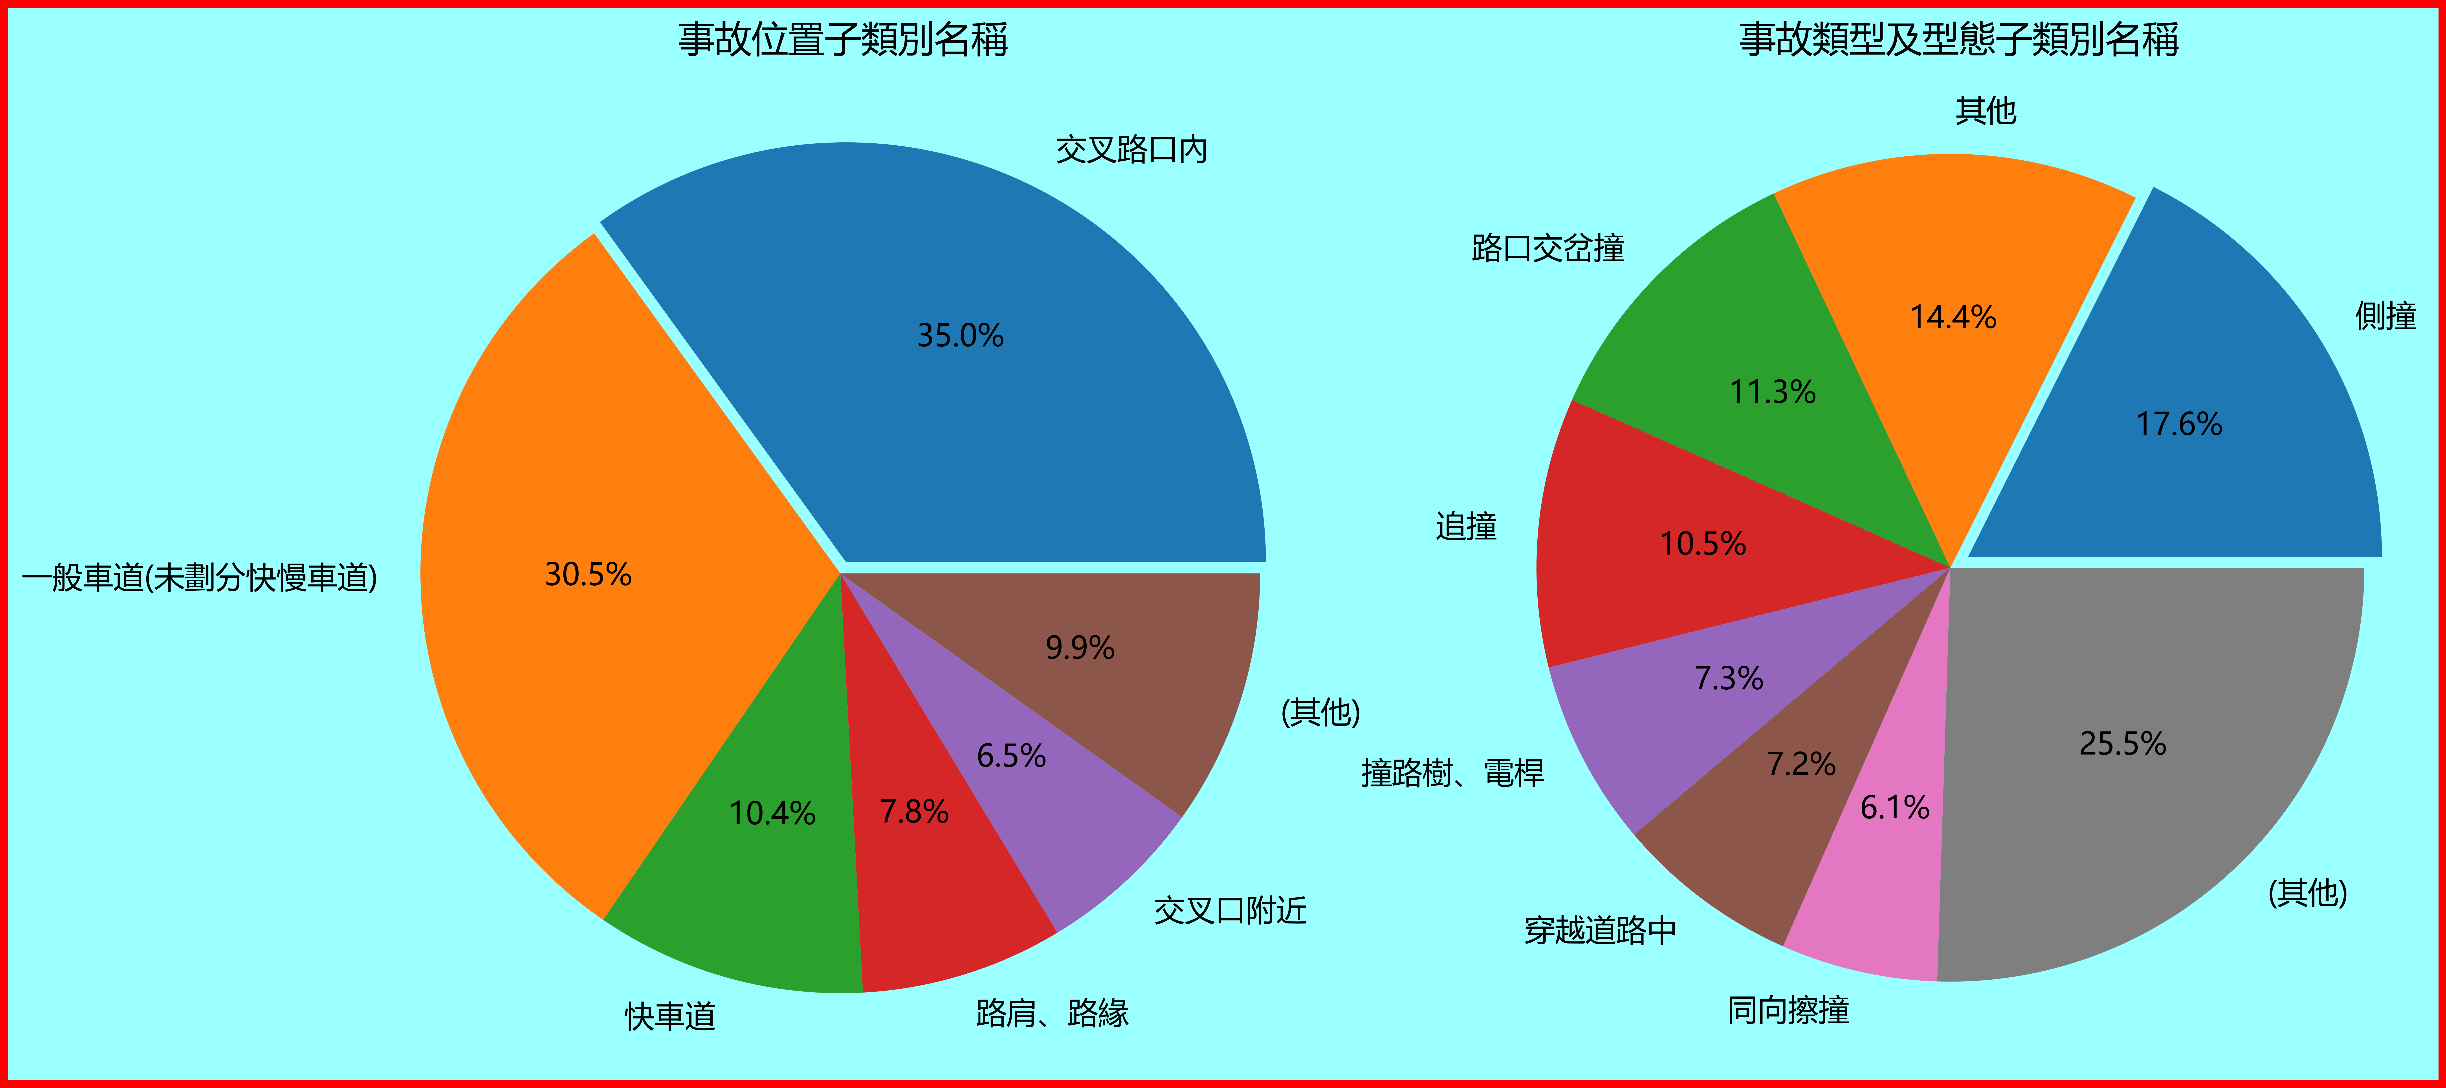 事故位置子類別名稱
交叉路口內
35.0%
一般車道(未劃分快慢車道)
30.5%
快車道
10.4%
路肩、路緣
7.8%
交叉口附近
6.5%
(其他)
9.9%
事故類型及型態子類別名稱
側撞
17.6%
其他
14.4%
路口交岔撞
11.3%
追撞
10.5%
撞路樹、電桿
7.3%
穿越道路中
7.2%
同向擦撞
6.1%
(其他)
25.5%